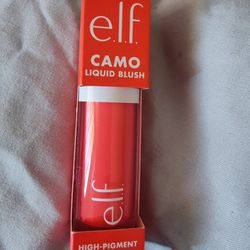 e.l.f.
CAMO
LIQUID BLUSH
e.l.f.
HIGH-PIGMENT